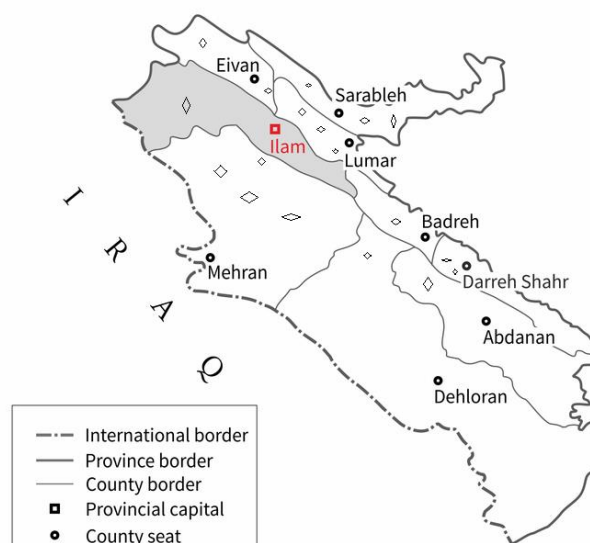 Eivan
Sarableh
Ilam
Lumar
Badreh
Darreh Shahr
Mehran
Abdanan
Dehloran
I R A Q
International border
Province border
County border
Provincial capital
County seat